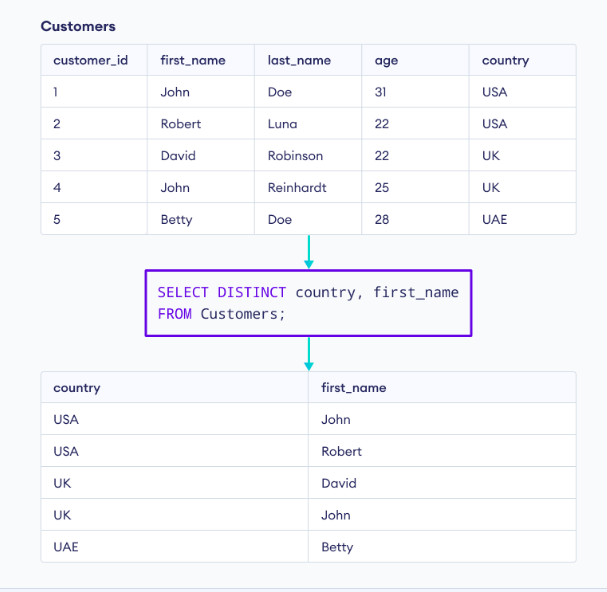 Customers
customer_id first_name last_name age country
1 John Doe 31 USA
2 Robert Luna 22 USA
3 David Robinson 22 UK
4 John Reinhardt 25 UK
5 Betty Doe 28 UAE
SELECT DISTINCT country, first_name
FROM Customers;
country first_name
USA John
USA Robert
UK David
UK John
UAE Betty